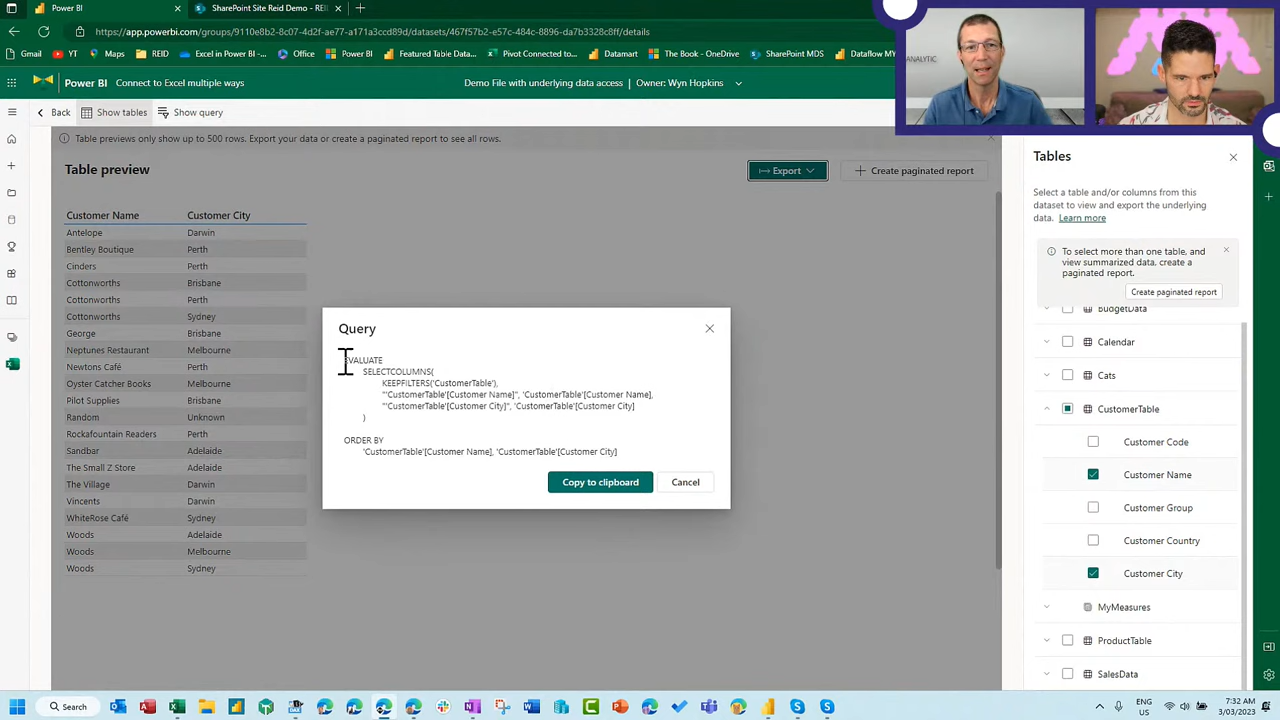 Power BI
SharePoint Site Reid Demo - REI
https://app.powerbi.com/groups/9110e8b2-8c07-4d2f-ae77-a171a3ccd89d/datasets/467f57b2-e57c-484c-8896-da7b3328c8ff/details
Gmail
YT
REIDJF
Excel in Power BI -
Udemy
Power BI
Featured Data Table...
Pivot Connected to...
Datamart
The Book OneDrive
SharePoint MDS
Dataflow MY
ANALYTIC
Power BI
Connect to Excel multiple ways
Demo File with underlying data access
Owner: Wyn Hopkins
Back
Show tables
Show query
Table previews only show up to 500 rows. Export your data or create a paginated report to see all rows.
Table preview
Export
Create paginated report
Customer Name Customer City
Antelope Darwin
Bentley Boutique Perth
Cinders Perth
Cottonworths Brisbane
Cottonworths Perth
Cottonworths Sydney
George Brisbane
Neptunes Restaurant Melbourne
Newtons Café Perth
Oyster Catcher Books Melbourne
Pilot Supplies Brisbane
Random Unknown
Rockafountain Readers Perth
Sandbar Adelaide
The Small Z Store Adelaide
The Village Darwin
Vincents Darwin
WhiteRose Café Sydney
Woods Adelaide
Woods Melbourne
Woods Sydney
Query
EVALUATE
SELECTCOLUMNS(
KEEPFILTERS('CustomerTable'),
"'CustomerTable'[Customer Name]", 'CustomerTable'[Customer Name],
"'CustomerTable'[Customer City]", 'CustomerTable'[Customer City]
)
ORDER BY
'CustomerTable'[Customer Name], 'CustomerTable'[Customer City]
Copy to clipboard
Cancel
Tables
Select a table and/or columns from this
dataset to view and export the underlying
data. Learn more
To select more than one table, and
view summarized data, create a
paginated report.
Create paginated report
BudgetData
Calendar
Cats
CustomerTable
Customer Code
Customer Name
Customer Group
Customer Country
Customer City
MyMeasures
ProductTable
SalesData
Search
ENG
US
7:32 AM
3/03/2023